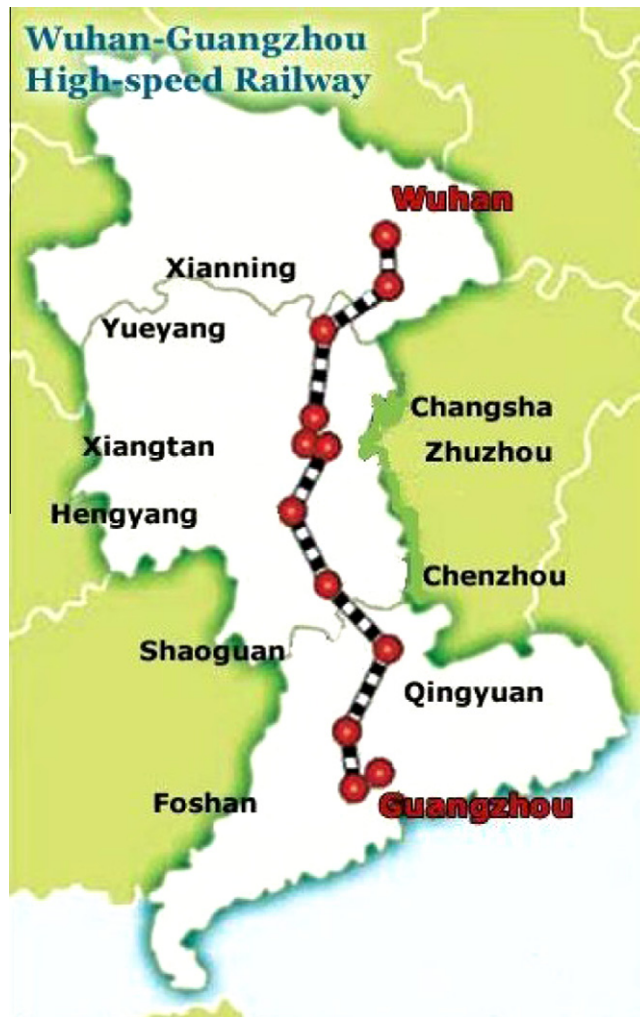 Wuhan-Guangzhou
High-speed Railway
Wuhan
Xianning
Yueyang
Changsha
Xiangtan
Zhuzhou
Hengyang
Chenzhou
Shaoguan
Qingyuan
Foshan
Guangzhou